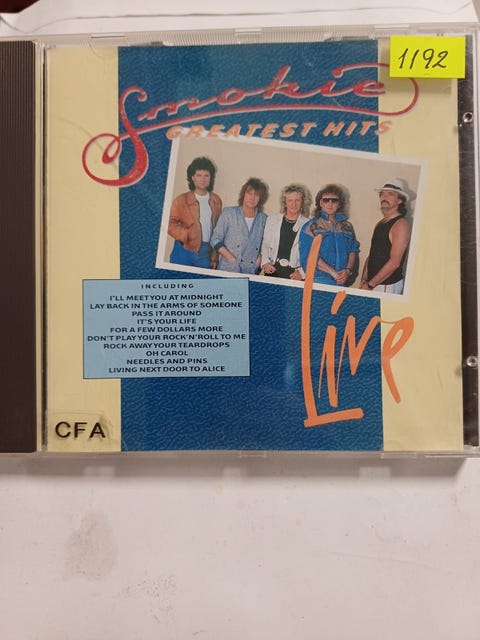 1192
Smokie
GREATEST HITS
Live
INCLUDING
I'LL MEET YOU AT MIDNIGHT
LAY BACK IN THE ARMS OF SOMEONE
PASS IT AROUND
IT'S YOUR LIFE
FOR A FEW DOLLARS MORE
DON'T PLAY YOUR ROCK'N'ROLL TO ME
ROCK AWAY YOUR TEARDROPS
OH CAROL
NEEDLES AND PINS
LIVING NEXT DOOR TO ALICE
CFA